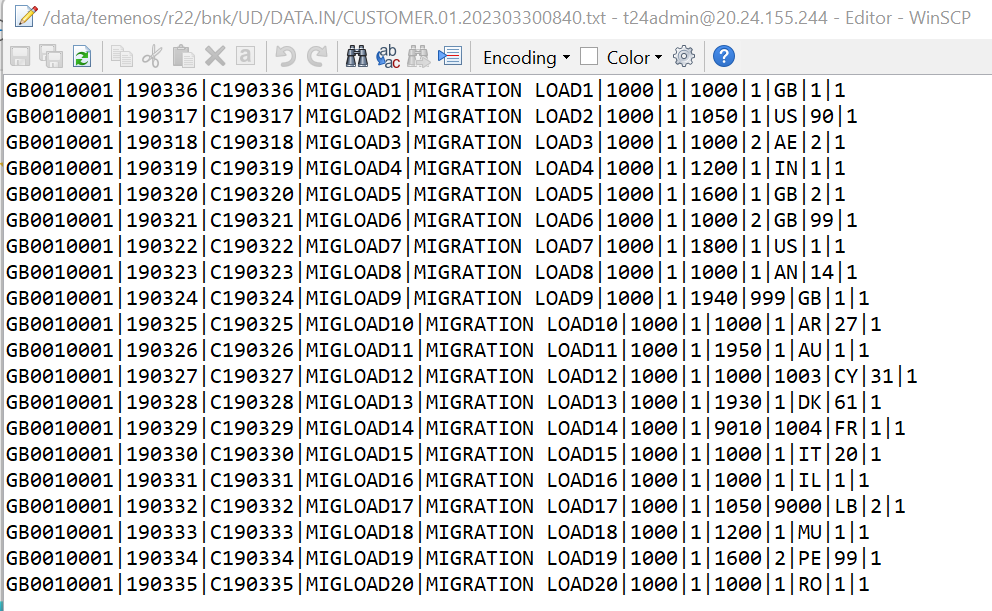 /data/temenos/r22/bnk/UD/DATA.IN/CUSTOMER.01.202303300840.txt - t24admin@20.24.155.244 - Editor - WinSCP
a ab ac Encoding Color ?
GB0010001|190336|C190336|MIGLOAD1|MIGRATION LOAD1|1000|1|1000|1|GB|1|1
GB0010001|190317|C190317|MIGLOAD2|MIGRATION LOAD2|1000|1|1050|1|US|90|1
GB0010001|190318|C190318|MIGLOAD3|MIGRATION LOAD3|1000|1|1000|2|AE|2|1
GB0010001|190319|C190319|MIGLOAD4|MIGRATION LOAD4|1000|1|1200|1|IN|1|1
GB0010001|190320|C190320|MIGLOAD5|MIGRATION LOAD5|1000|1|1600|1|GB|2|1
GB0010001|190321|C190321|MIGLOAD6|MIGRATION LOAD6|1000|1|1000|2|GB|99|1
GB0010001|190322|C190322|MIGLOAD7|MIGRATION LOAD7|1000|1|1800|1|US|1|1
GB0010001|190323|C190323|MIGLOAD8|MIGRATION LOAD8|1000|1|1000|1|AN|14|1
GB0010001|190324|C190324|MIGLOAD9|MIGRATION LOAD9|1000|1|1940|999|GB|1|1
GB0010001|190325|C190325|MIGLOAD10|MIGRATION LOAD10|1000|1|1000|1|AR|27|1
GB0010001|190326|C190326|MIGLOAD11|MIGRATION LOAD11|1000|1|1950|1|AU|1|1
GB0010001|190327|C190327|MIGLOAD12|MIGRATION LOAD12|1000|1|1000|1003|CY|31|1
GB0010001|190328|C190328|MIGLOAD13|MIGRATION LOAD13|1000|1|1930|1|DK|61|1
GB0010001|190329|C190329|MIGLOAD14|MIGRATION LOAD14|1000|1|9010|1004|FR|1|1
GB0010001|190330|C190330|MIGLOAD15|MIGRATION LOAD15|1000|1|1000|1|IT|20|1
GB0010001|190331|C190331|MIGLOAD16|MIGRATION LOAD16|1000|1|1000|1|IL|1|1
GB0010001|190332|C190332|MIGLOAD17|MIGRATION LOAD17|1000|1|1050|9000|LB|2|1
GB0010001|190333|C190333|MIGLOAD18|MIGRATION LOAD18|1000|1|1200|1|MU|1|1
GB0010001|190334|C190334|MIGLOAD19|MIGRATION LOAD19|1000|1|1600|2|PE|99|1
GB0010001|190335|C190335|MIGLOAD20|MIGRATION LOAD20|1000|1|1000|1|RO|1|1